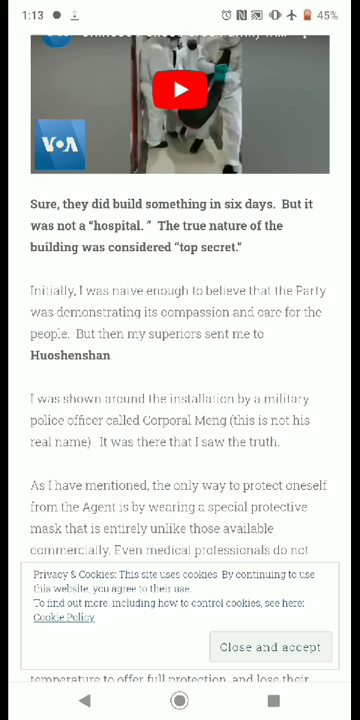 1:13
45%
VOA
Sure, they did build something in six days. But it
was not a “hospital. ” The true nature of the
building was considered “top secret.”
Initially, I was naive enough to believe that the Party
was demonstrating its compassion and care for the
people. But then my superiors sent me to
Huoshenshan.
I was shown around the installation by a military
police officer called Corporal Meng (this is not his
real name). It was there that I saw the truth.
As I have mentioned, the only way to protect oneself
from the Agent is by wearing a special protective
mask that is entirely unlike those available
commercially. Even medical professionals do not
Privacy & Cookies: This site uses cookies. By continuing to use
this website, you agree to their use.
To find out more, including how to control cookies, see here:
Cookie Policy
Close and accept
temperature to offer full protection, and lose their